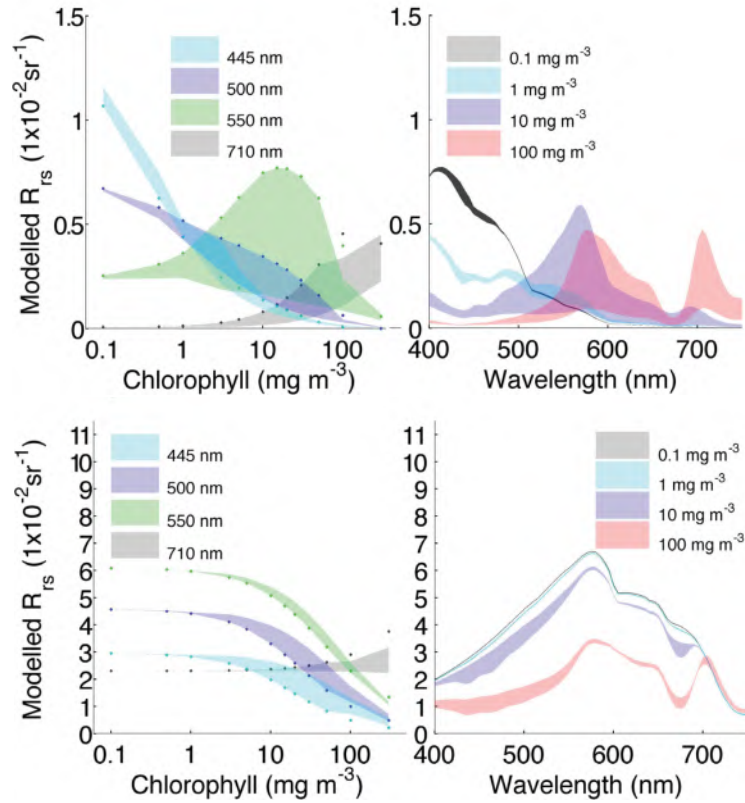 Modelled R_rs (1x10^-2 sr^-1)
1.5
1
0.5
0
445 nm
500 nm
550 nm
710 nm
0.1 1 10 100
Chlorophyll (mg m^-3)
1.5
1
0.5
0
0.1 mg m^-3
1 mg m^-3
10 mg m^-3
100 mg m^-3
400 500 600 700
Wavelength (nm)
Modelled R_rs (1x10^-2 sr^-1)
11
10
9
8
7
6
5
4
3
2
1
0
445 nm
500 nm
550 nm
710 nm
0.1 1 10 100
Chlorophyll (mg m^-3)
11
10
9
8
7
6
5
4
3
2
1
0
0.1 mg m^-3
1 mg m^-3
10 mg m^-3
100 mg m^-3
400 500 600 700
Wavelength (nm)